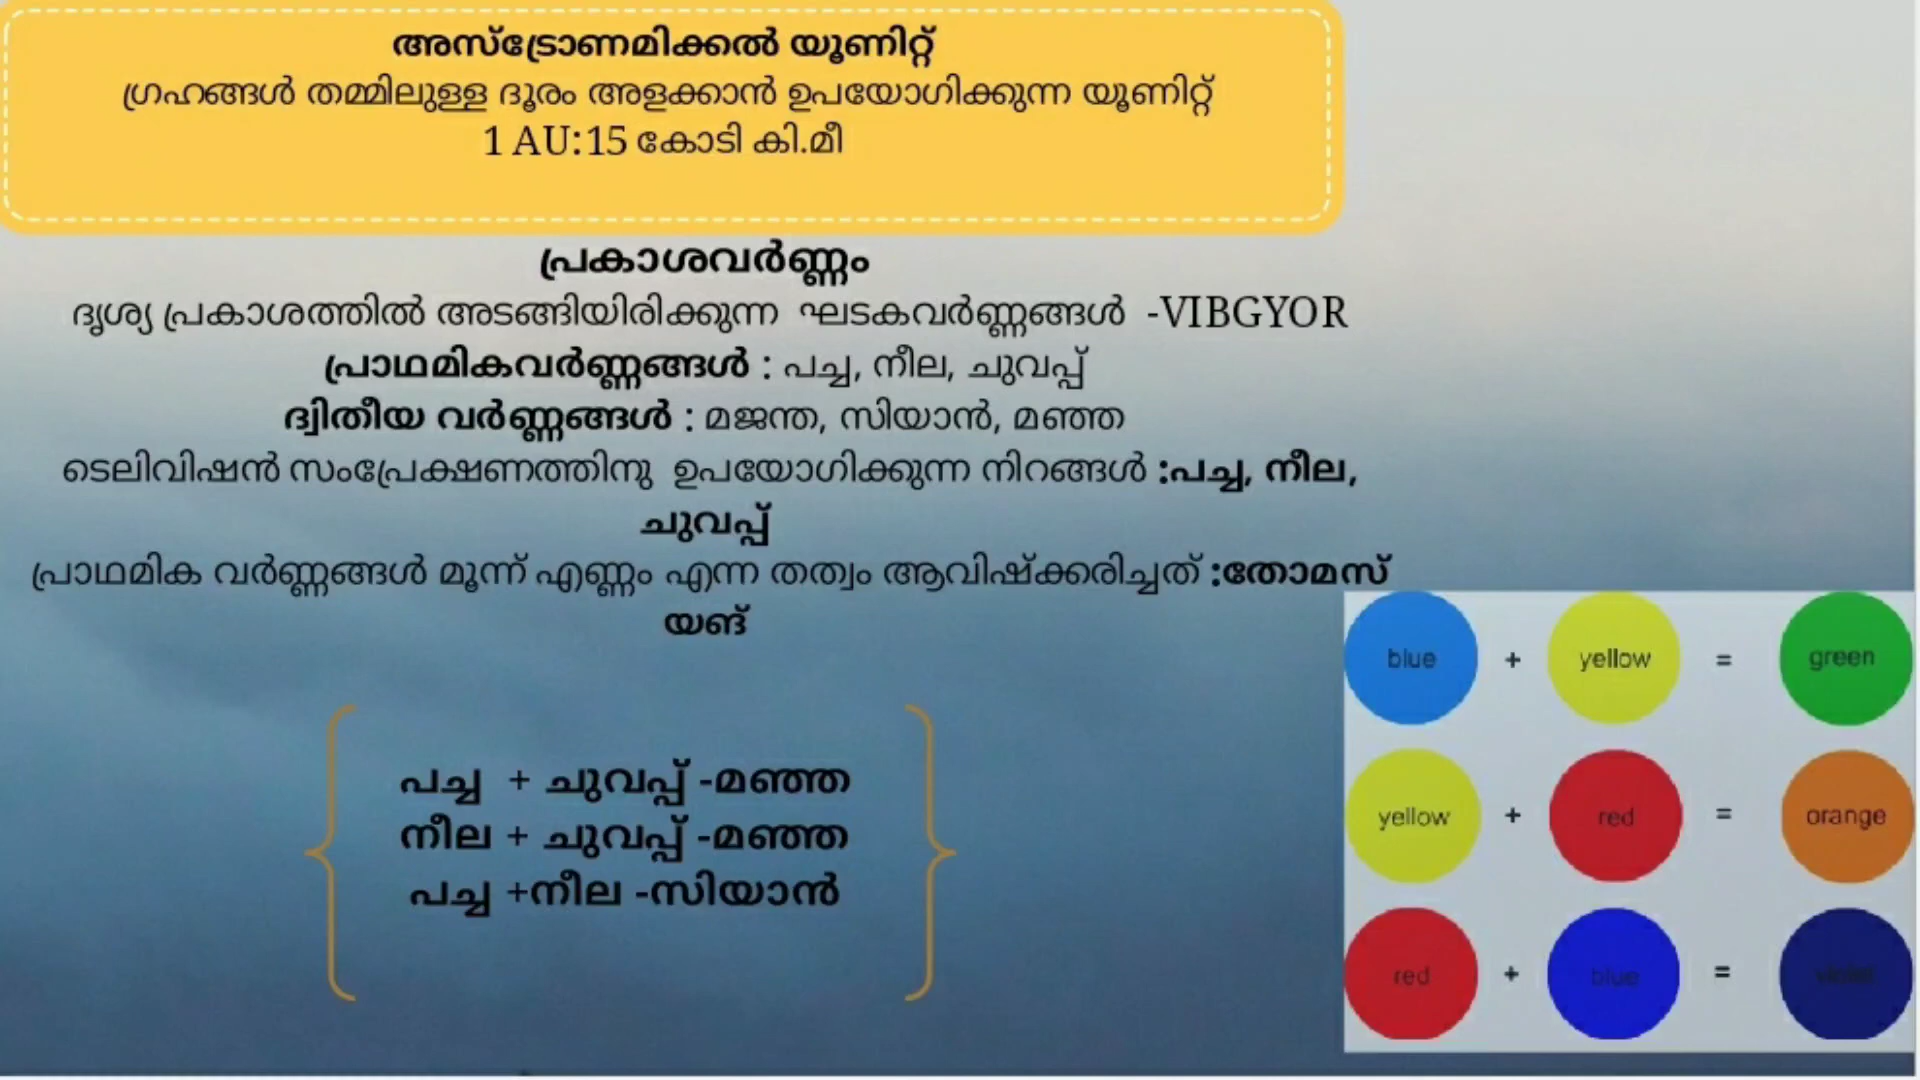 അസ്ട്രോണമിക്കൽ യൂണിറ്റ്
ഗ്രഹങ്ങൾ തമ്മിലുള്ള ദൂരം അളക്കാൻ ഉപയോഗിക്കുന്ന യൂണിറ്റ്
1 AU:15 കോടി കി.മീ
പ്രകാശവർണ്ണം
ദൃശ്യ പ്രകാശത്തിൽ അടങ്ങിയിരിക്കുന്ന ഘടകവർണ്ണങ്ങൾ -VIBGYOR
പ്രാഥമികവർണ്ണങ്ങൾ : പച്ച, നീല, ചുവപ്പ്
ദ്വിതീയ വർണ്ണങ്ങൾ : മജന്ത, സിയാൻ, മഞ്ഞ
ടെലിവിഷൻ സംപ്രേക്ഷണത്തിനു ഉപയോഗിക്കുന്ന നിറങ്ങൾ :പച്ച, നീല,
ചുവപ്പ്
പ്രാഥമിക വർണ്ണങ്ങൾ മൂന്ന് എണ്ണം എന്ന തത്വം ആവിഷ്ക്കരിച്ചത് :തോമസ്
യങ്
പച്ച + ചുവപ്പ് -മഞ്ഞ
നീല + ചുവപ്പ് -മഞ്ഞ
പച്ച +നീല -സിയാൻ
blue + yellow = green
yellow + red = orange
red + blue = violet